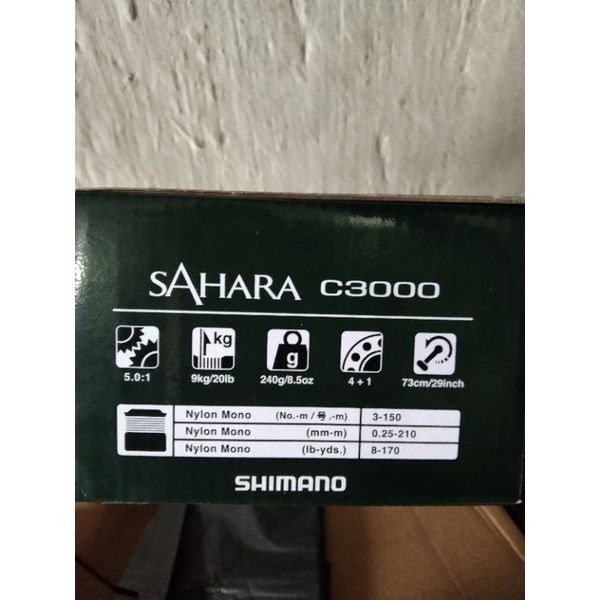 SAHARA C3000
kg g
5.0:1 9kg/20lb 240g/8.5oz 4 + 1 73cm/29inch
Nylon Mono (No.-m / 号.-m) 3-150
Nylon Mono (mm-m) 0.25-210
Nylon Mono (lb-yds.) 8-170
SHIMANO